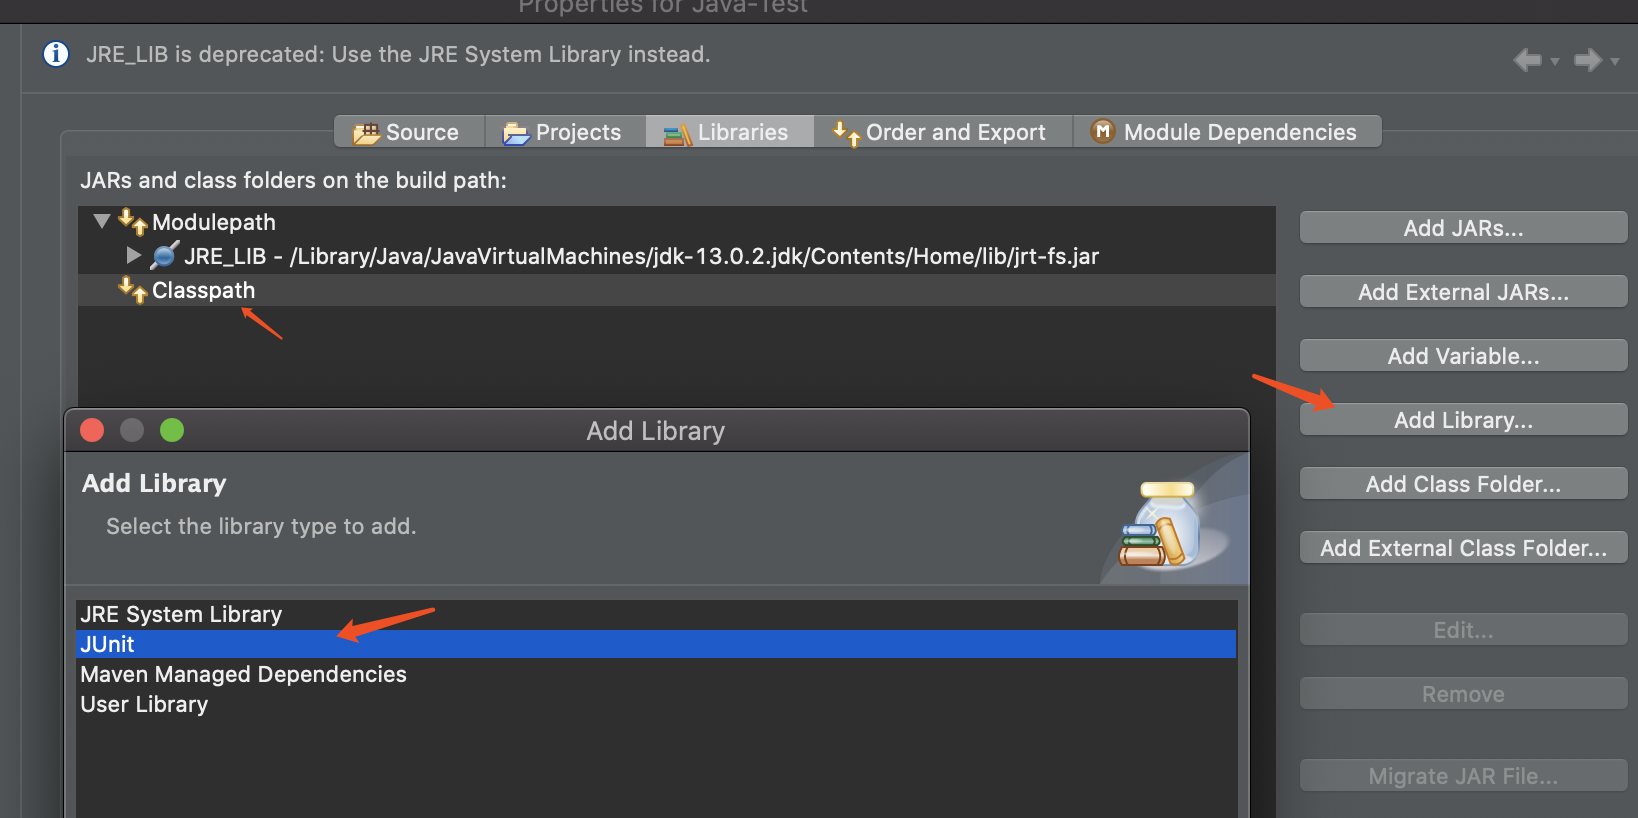 Properties for Java-Test
JRE_LIB is deprecated: Use the JRE System Library instead.
Source
Projects
Libraries
Order and Export
Module Dependencies
JARs and class folders on the build path:
Modulepath
JRE_LIB - /Library/Java/JavaVirtualMachines/jdk-13.0.2.jdk/Contents/Home/lib/jrt-fs.jar
Classpath
Add JARs...
Add External JARs...
Add Variable...
Add Library...
Add Class Folder...
Add External Class Folder...
Edit...
Remove
Migrate JAR File...
Add Library
Add Library
Select the library type to add.
JRE System Library
JUnit
Maven Managed Dependencies
User Library